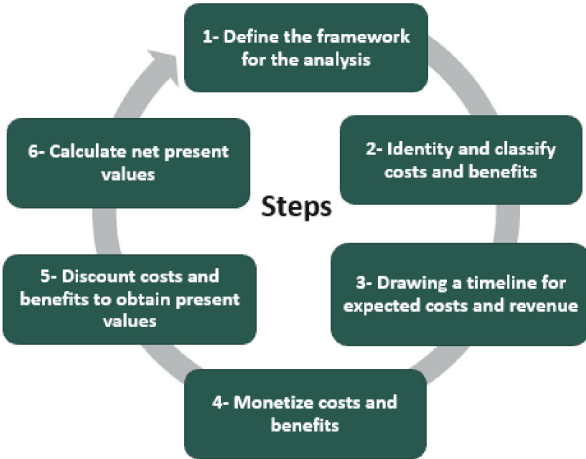 1- Define the framework
for the analysis
2- Identity and classify
costs and benefits
3- Drawing a timeline for
expected costs and revenue
4- Monetize costs and
benefits
5- Discount costs and
benefits to obtain present
values
6- Calculate net present
values
Steps